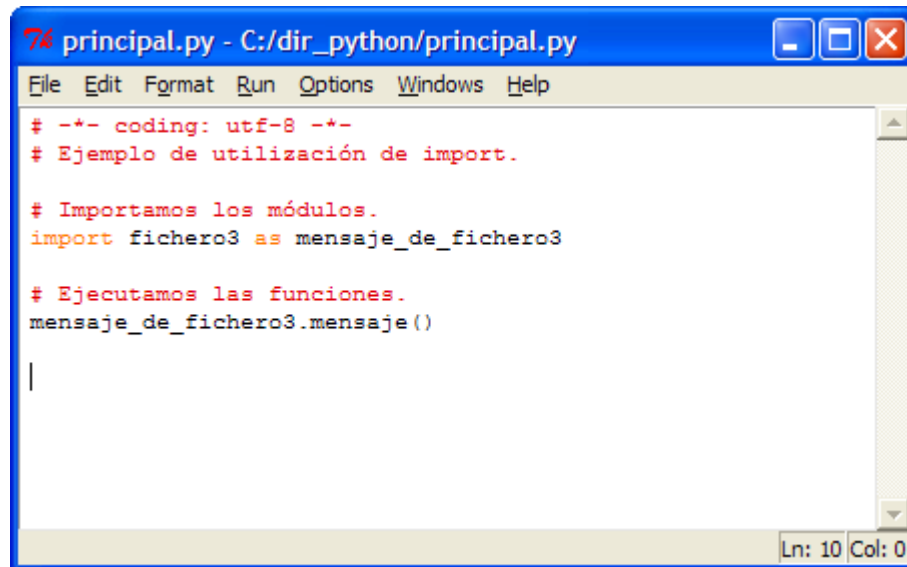 7% principal.py - C:/dir_python/principal.py
File Edit Format Run Options Windows Help
# -*- coding: utf-8 -*-
# Ejemplo de utilización de import.
# Importamos los módulos.
import fichero3 as mensaje_de_fichero3
# Ejecutamos las funciones.
mensaje_de_fichero3.mensaje()
Ln: 10 Col: 0